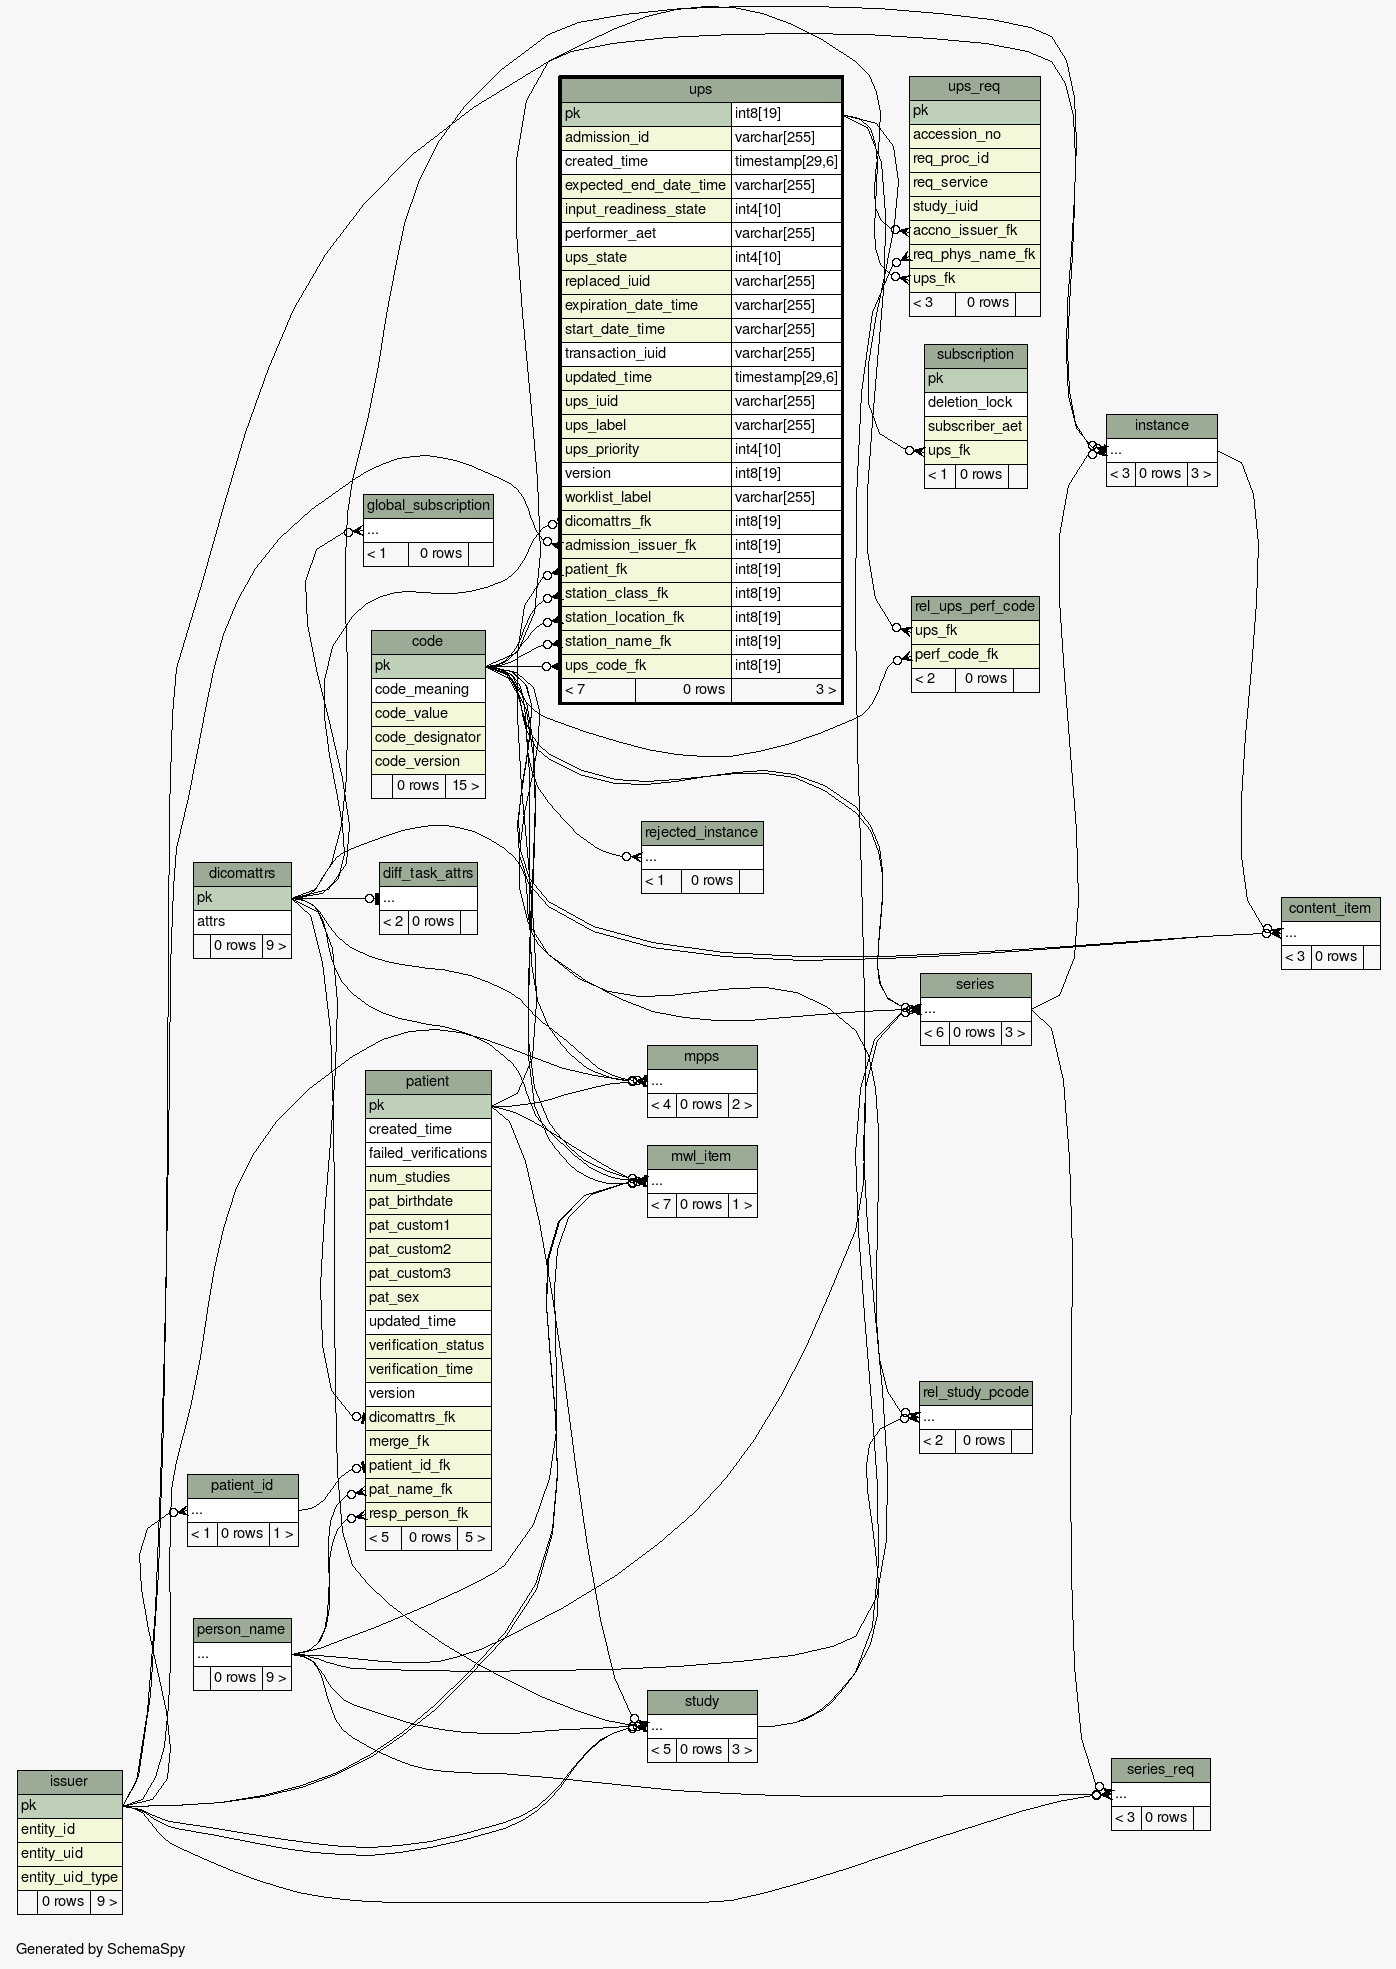 ups
pk int8[19]
admission_id varchar[255]
created_time timestamp[29,6]
expected_end_date_time varchar[255]
input_readiness_state int4[10]
performer_aet varchar[255]
ups_state int4[10]
replaced_iuid varchar[255]
expiration_date_time varchar[255]
start_date_time varchar[255]
transaction_iuid varchar[255]
updated_time timestamp[29,6]
ups_iuid varchar[255]
ups_label varchar[255]
ups_priority int4[10]
version int8[19]
worklist_label varchar[255]
dicomattrs_fk int8[19]
admission_issuer_fk int8[19]
patient_fk int8[19]
station_class_fk int8[19]
station_location_fk int8[19]
station_name_fk int8[19]
ups_code_fk int8[19]
< 7 0 rows 3 >
ups_req
pk
accession_no
req_proc_id
req_service
study_iuid
accno_issuer_fk
req_phys_name_fk
ups_fk
< 3 0 rows
subscription
pk
deletion_lock
subscriber_aet
ups_fk
< 1 0 rows
instance
...
< 3 0 rows 3 >
global_subscription
...
< 1 0 rows
code
pk
code_meaning
code_value
code_designator
code_version
0 rows 15 >
rel_ups_perf_code
ups_fk
perf_code_fk
< 2 0 rows
rejected_instance
...
< 1 0 rows
dicomattrs
pk
attrs
0 rows 9 >
diff_task_attrs
...
< 2 0 rows
content_item
...
< 3 0 rows
series
...
< 6 0 rows 3 >
mpps
...
< 4 0 rows 2 >
patient
pk
created_time
failed_verifications
num_studies
pat_birthdate
pat_custom1
pat_custom2
pat_custom3
pat_sex
updated_time
verification_status
verification_time
version
dicomattrs_fk
merge_fk
patient_id_fk
pat_name_fk
resp_person_fk
< 5 0 rows 5 >
mwl_item
...
< 7 0 rows 1 >
rel_study_pcode
...
< 2 0 rows
patient_id
...
< 1 0 rows 1 >
person_name
...
0 rows 9 >
study
...
< 5 0 rows 3 >
series_req
...
< 3 0 rows
issuer
pk
entity_id
entity_uid
entity_uid_type
0 rows 9 >
Generated by SchemaSpy